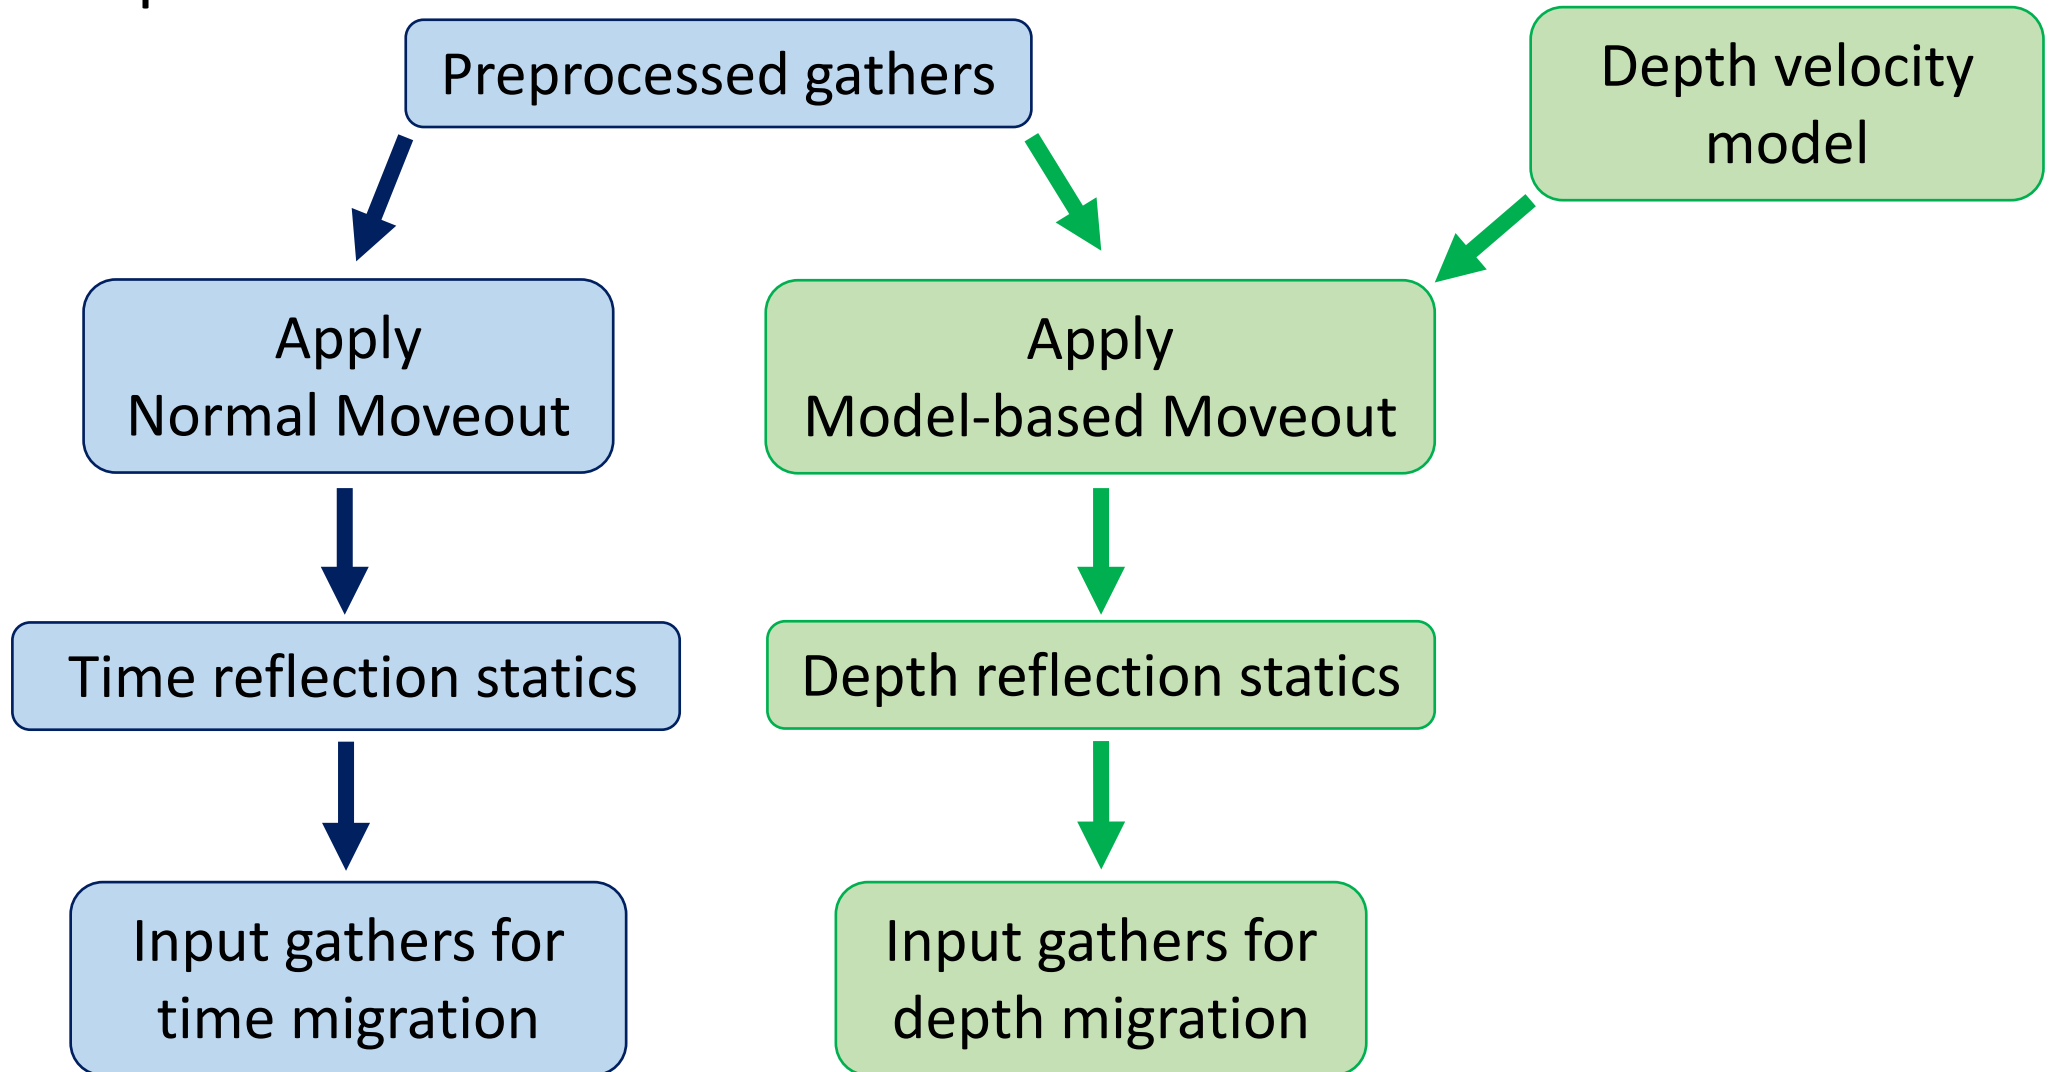 Preprocessed gathers
Depth velocity
model
Apply
Normal Moveout
Apply
Model-based Moveout
Time reflection statics
Depth reflection statics
Input gathers for
time migration
Input gathers for
depth migration